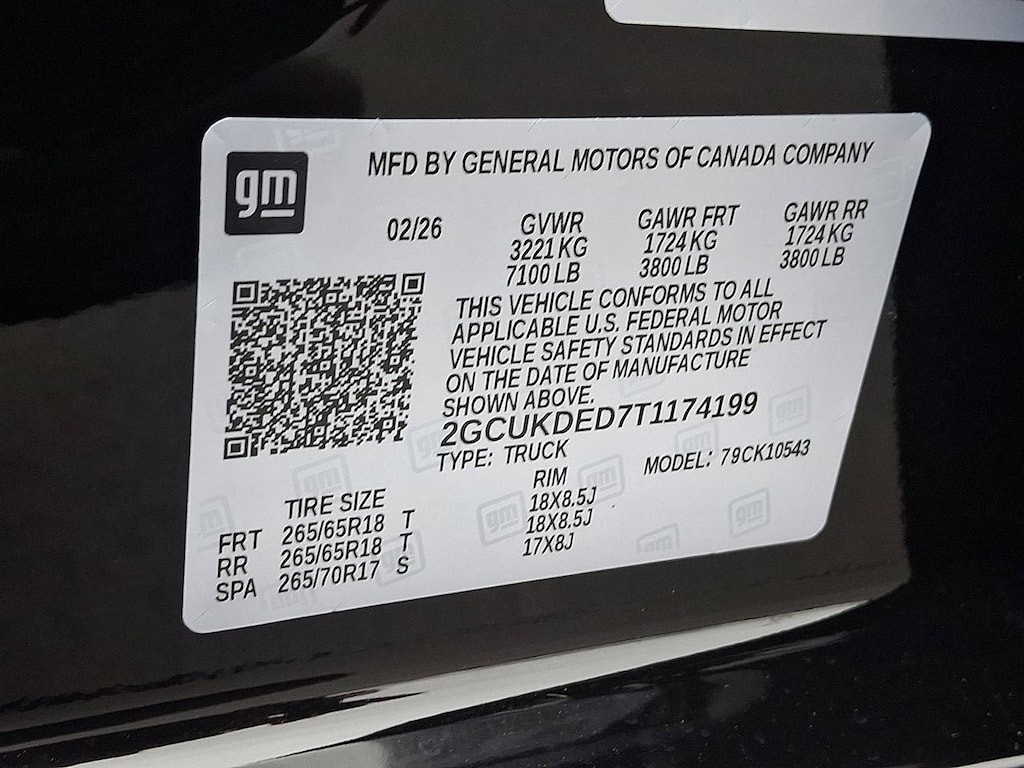 gm
MFD BY GENERAL MOTORS OF CANADA COMPANY
02/26 GVWR GAWR FRT GAWR RR
3221 KG 1724 KG 1724 KG
7100 LB 3800 LB 3800 LB
THIS VEHICLE CONFORMS TO ALL
APPLICABLE U.S. FEDERAL MOTOR
VEHICLE SAFETY STANDARDS IN EFFECT
ON THE DATE OF MANUFACTURE
SHOWN ABOVE.
2GCUKDED7T1174199
TYPE: TRUCK MODEL: 79CK10543
TIRE SIZE RIM
FRT 265/65R18 T 18X8.5J
RR 265/65R18 T 18X8.5J
SPA 265/70R17 S 17X8J